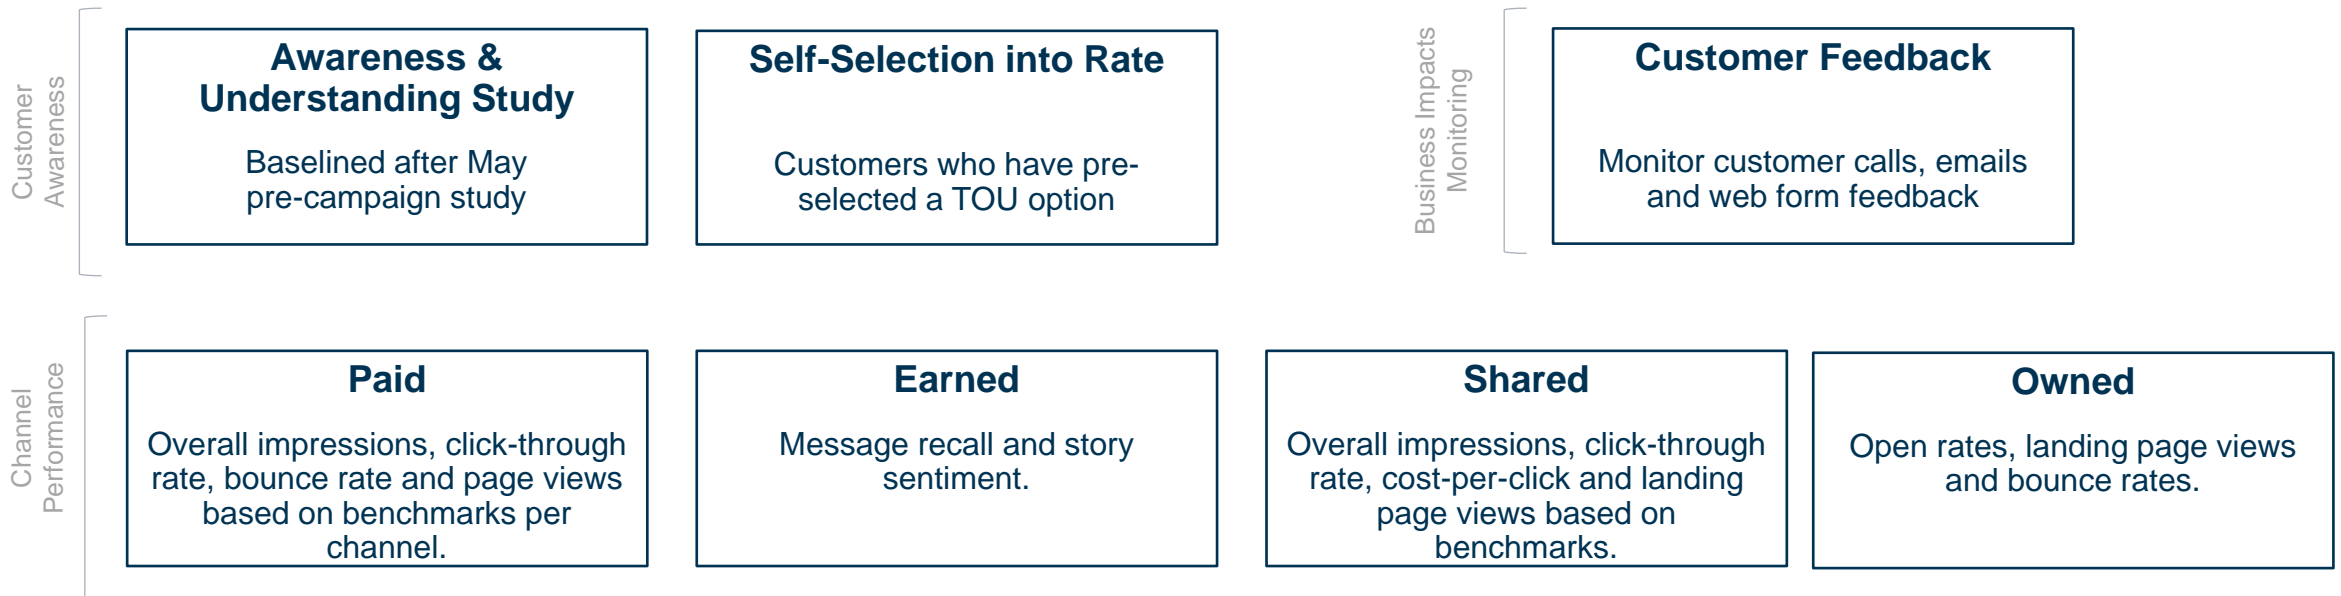 Customer
Awareness
Awareness &
Understanding Study
Baselined after May
pre-campaign study
Self-Selection into Rate
Customers who have pre-
selected a TOU option
Business Impacts
Monitoring
Customer Feedback
Monitor customer calls, emails
and web form feedback
Channel
Performance
Paid
Overall impressions, click-through
rate, bounce rate and page views
based on benchmarks per
channel.
Earned
Message recall and story
sentiment.
Shared
Overall impressions, click-through
rate, cost-per-click and landing
page views based on
benchmarks.
Owned
Open rates, landing page views
and bounce rates.